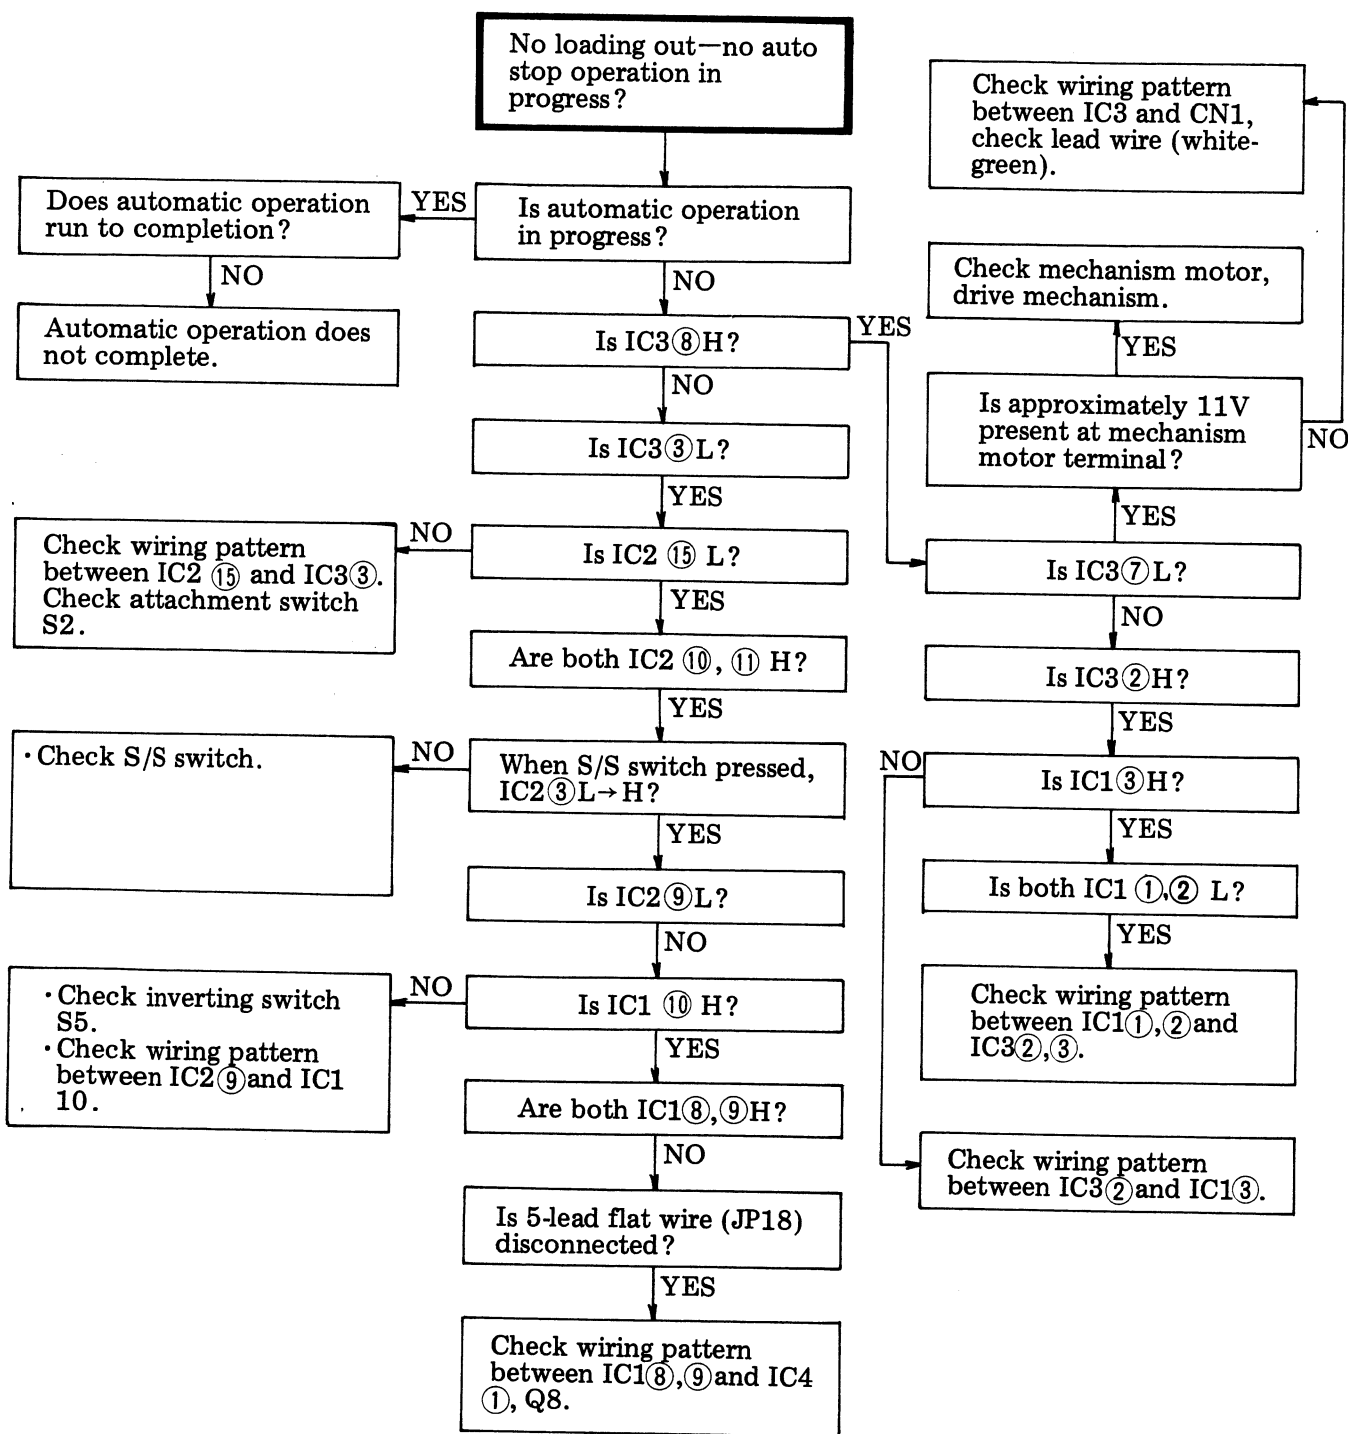 No loading out—no auto
stop operation in
progress?
Is automatic operation
in progress?
YES
Does automatic operation
run to completion?
NO
Automatic operation does
not complete.
NO
Is IC3⑧H?
YES
NO
Is IC3③L?
YES
Is IC2 ⑮ L?
NO
Check wiring pattern
between IC2 ⑮ and IC3③.
Check attachment switch
S2.
YES
Are both IC2 ⑩, ⑪ H?
YES
When S/S switch pressed,
IC2③L→H?
NO
·Check S/S switch.
YES
Is IC2⑨L?
NO
Is IC1 ⑩ H?
NO
·Check inverting switch
S5.
·Check wiring pattern
between IC2⑨and IC1
10.
YES
Are both IC1⑧,⑨H?
NO
Is 5-lead flat wire (JP18)
disconnected?
YES
Check wiring pattern
between IC1⑧,⑨and IC4
①, Q8.
Check wiring pattern
between IC3 and CN1,
check lead wire (white-
green).
Check mechanism motor,
drive mechanism.
YES
Is approximately 11V
present at mechanism
motor terminal?
NO
YES
Is IC3⑦L?
NO
Is IC3②H?
YES
Is IC1③H?
NO
YES
Is both IC1 ①,② L?
YES
Check wiring pattern
between IC1①,②and
IC3②,③.
Check wiring pattern
between IC3②and IC1③.